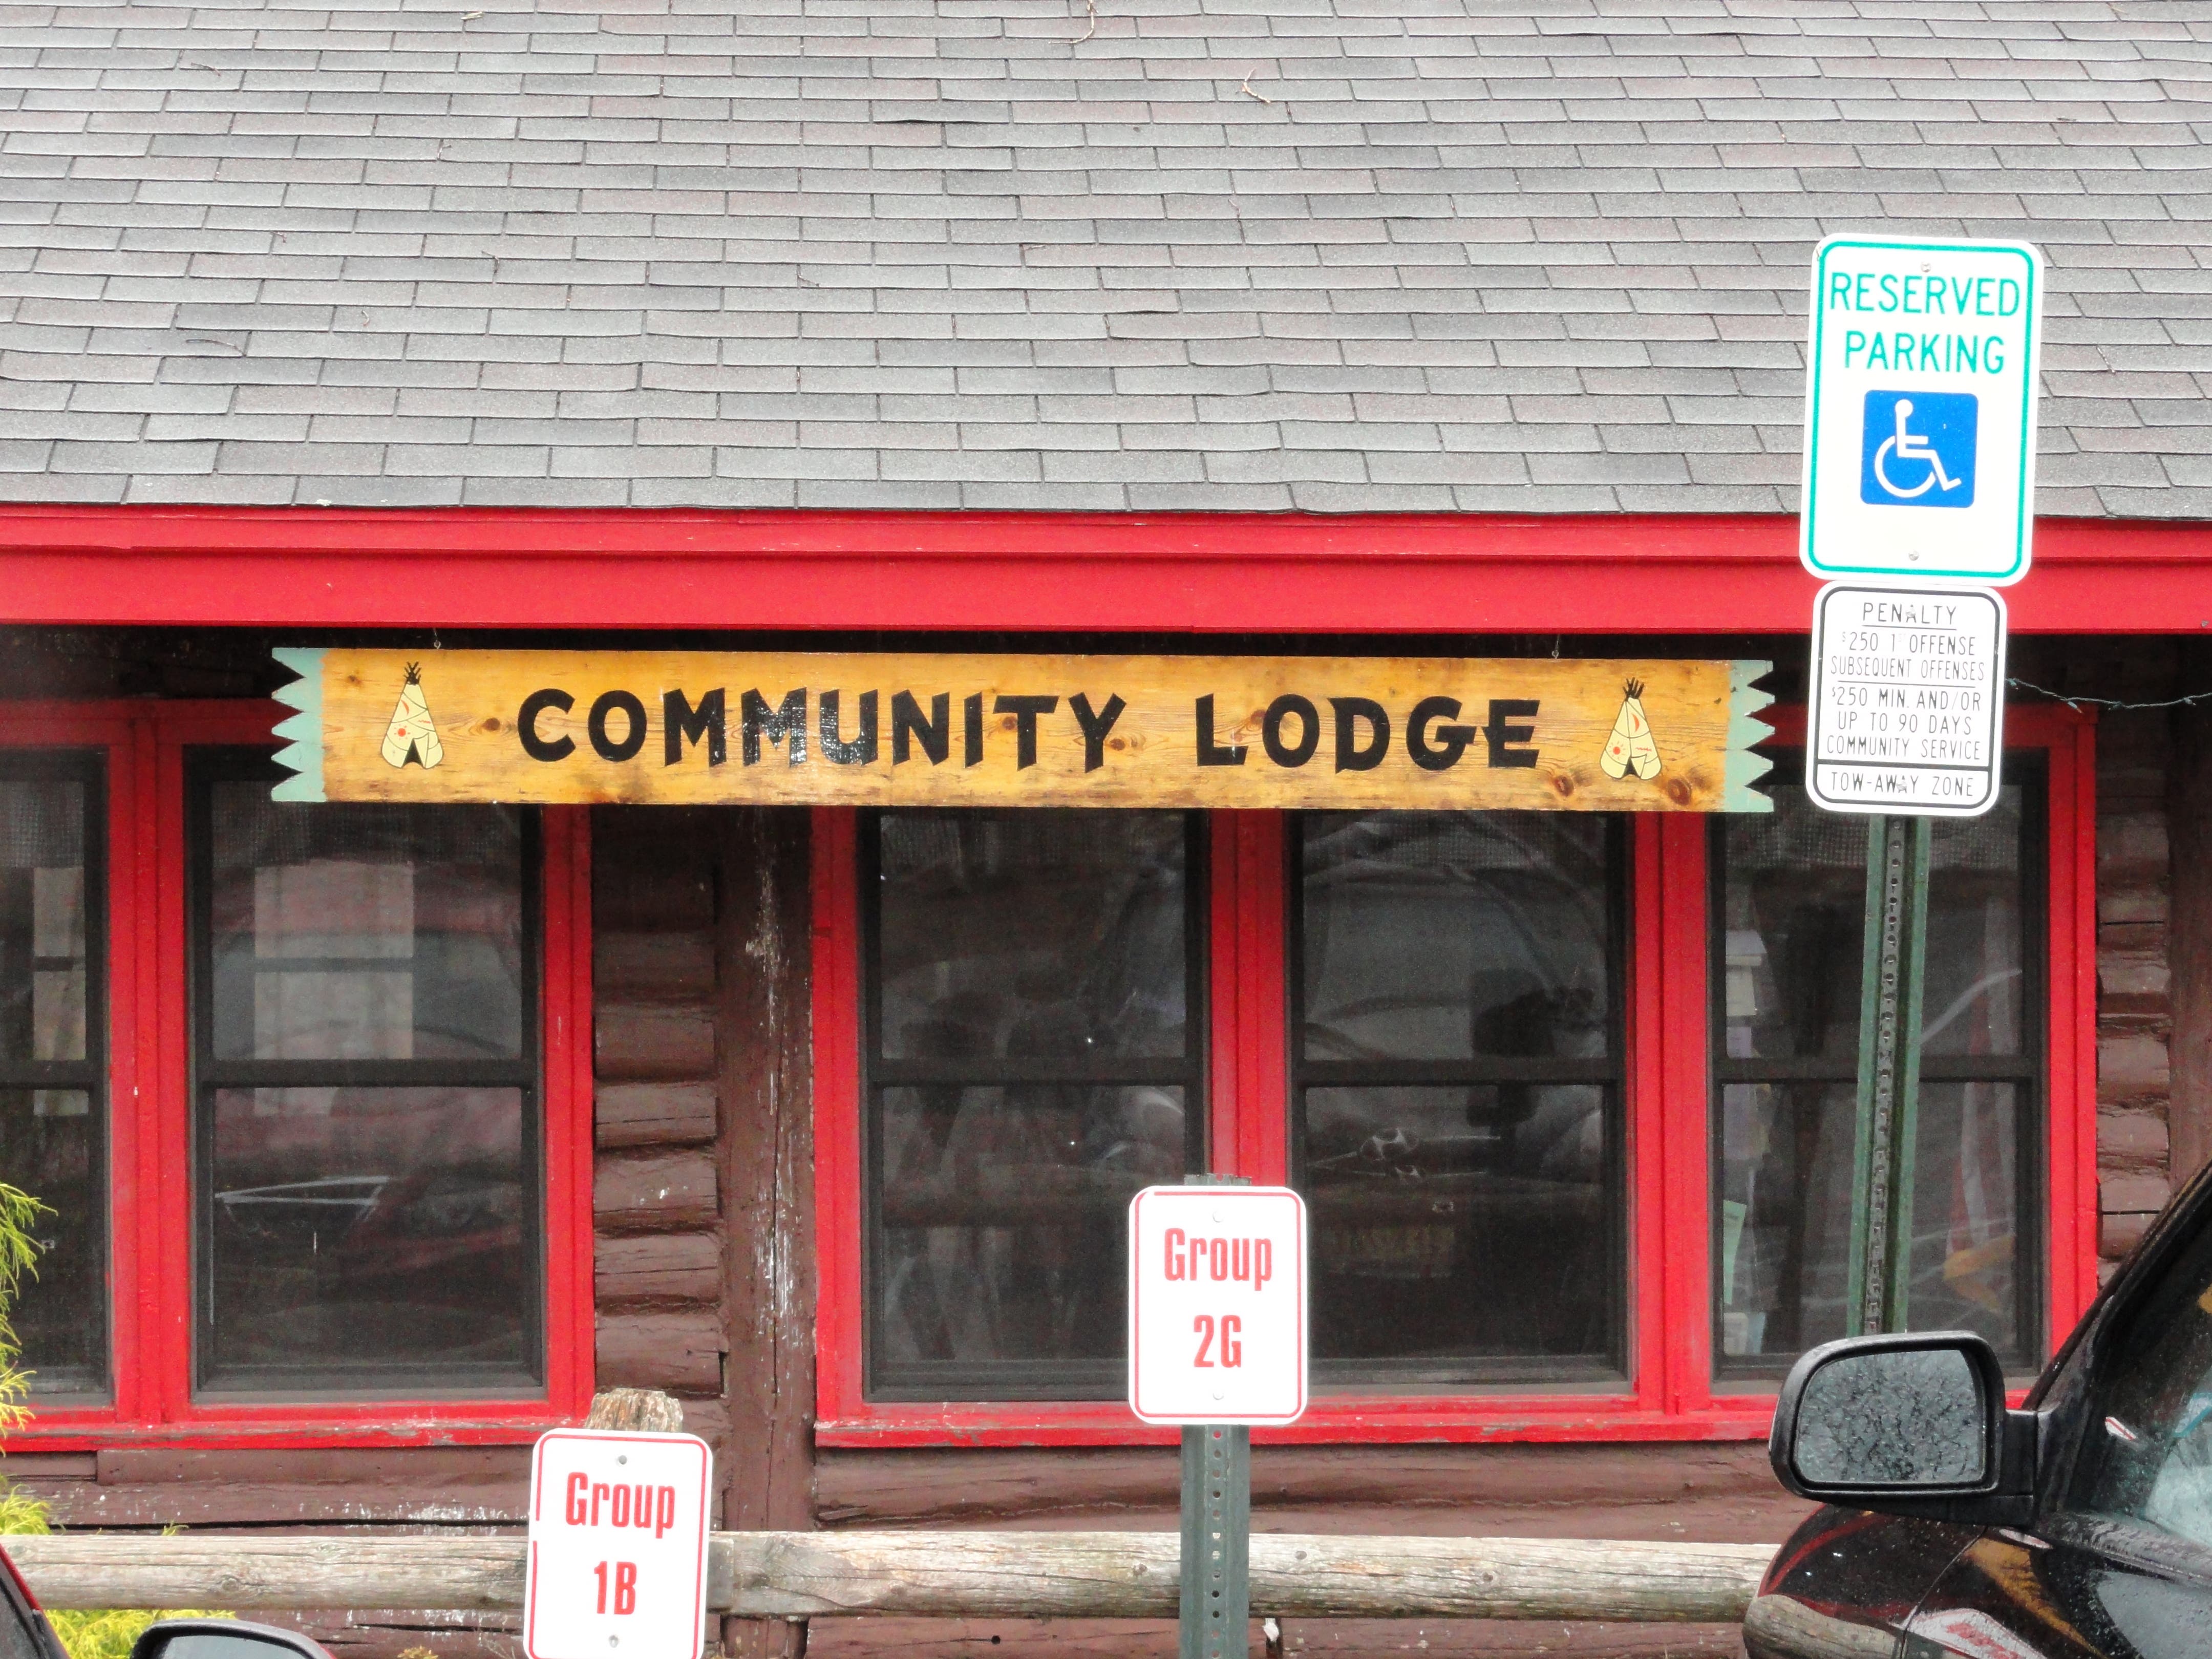 RESERVED
PARKING
PENALTY
$250 1ST OFFENSE
SUBSEQUENT OFFENSES
$250 MIN. AND/OR
UP TO 90 DAYS
COMMUNITY SERVICE
TOW-AWAY ZONE
COMMUNITY LODGE
Group
2G
Group
1B